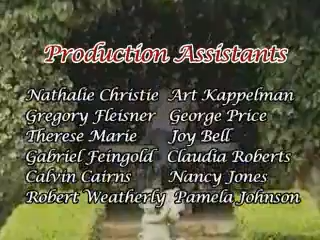 Production Assistants
Nathalie Christie Art Kappelman
Gregory Fleisner George Price
Therese Marie Joy Bell
Gabriel Feingold Claudia Roberts
Calvin Cairns Nancy Jones
Robert Weatherly Pamela Johnson